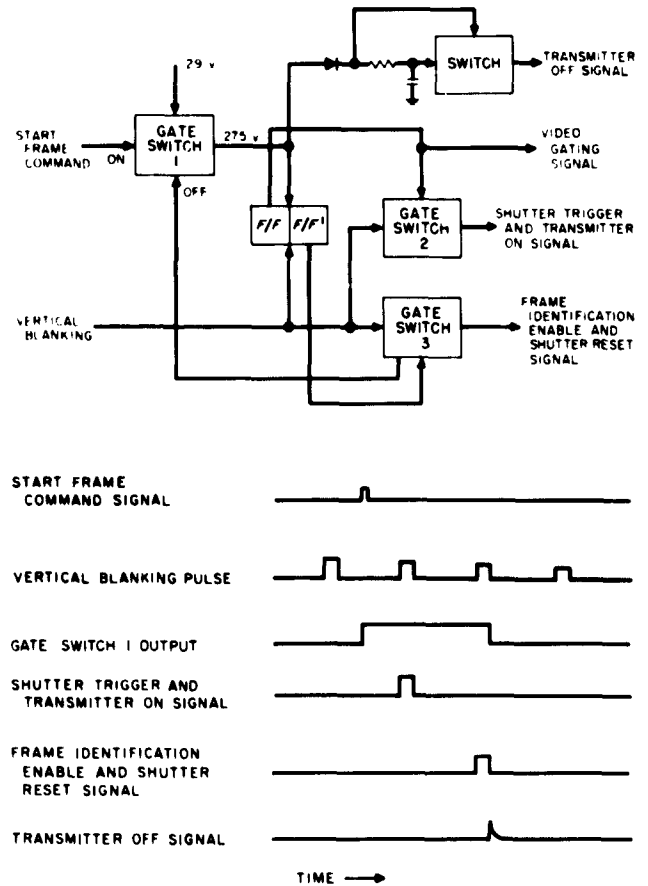 29 v
SWITCH
TRANSMITTER
OFF SIGNAL
START
FRAME
COMMAND
ON
GATE
SWITCH
1
275 v
OFF
VIDEO
GATING
SIGNAL
F/F
F/F'
GATE
SWITCH
2
SHUTTER TRIGGER
AND TRANSMITTER
ON SIGNAL
VERTICAL
BLANKING
GATE
SWITCH
3
FRAME
IDENTIFICATION
ENABLE AND
SHUTTER RESET
SIGNAL
START FRAME
COMMAND SIGNAL
VERTICAL BLANKING PULSE
GATE SWITCH I OUTPUT
SHUTTER TRIGGER AND
TRANSMITTER ON SIGNAL
FRAME IDENTIFICATION
ENABLE AND SHUTTER
RESET SIGNAL
TRANSMITTER OFF SIGNAL
TIME